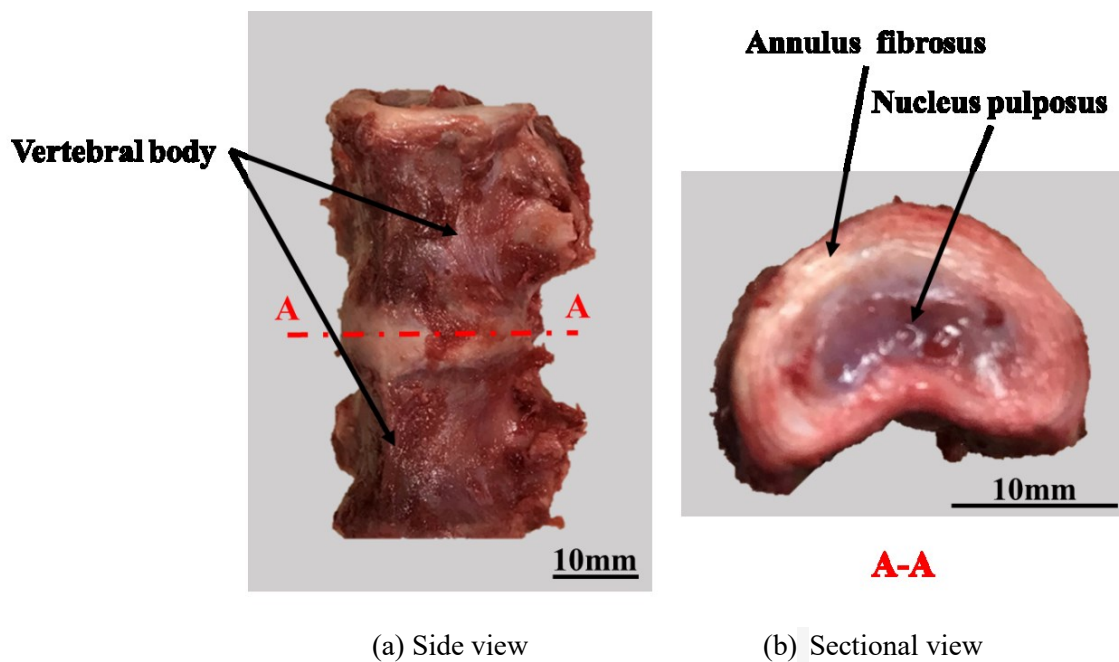 Annulus fibrosus
Nucleus pulposus
Vertebral body
A
A
10mm
10mm
A-A
(a) Side view
(b) Sectional view